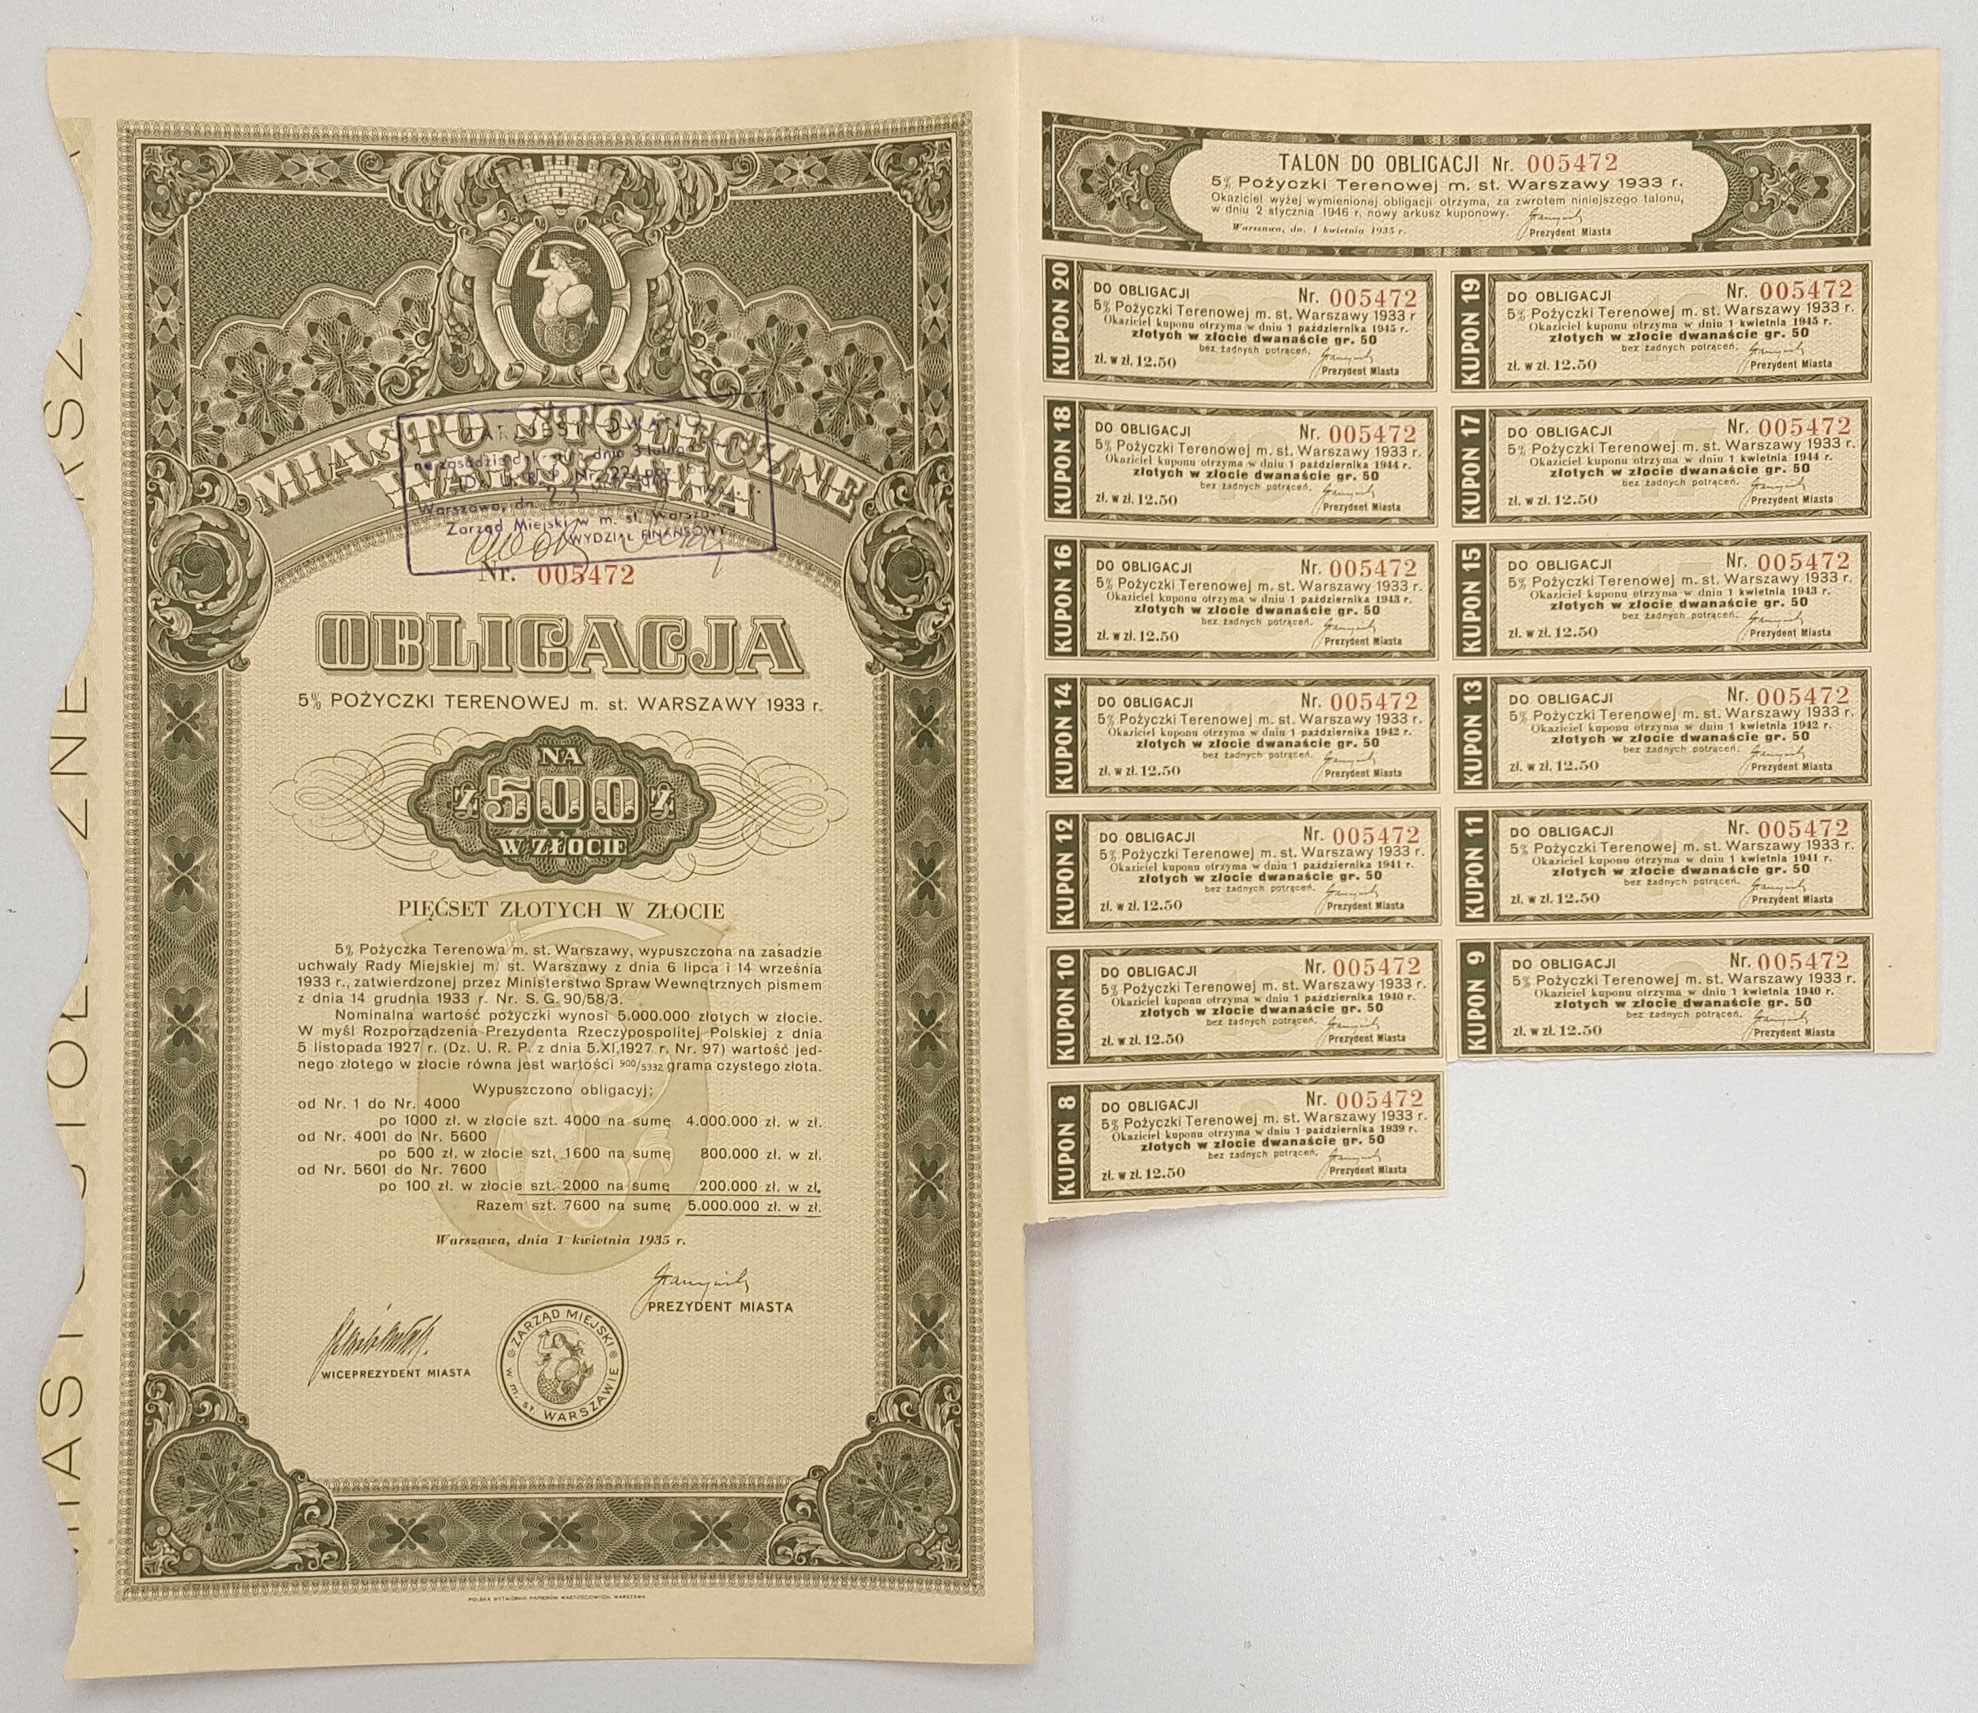 MIASTO STOŁECZNE
WARSZAWA
na zasadzie dekretu z dnia 3 lutego
Warszawa, dn. 23
Zarząd Miejski w m. st. Warszawie
WYDZIAŁ FINANSOWY
Nr. 005472
OBLIGACJA
5% POŻYCZKI TERENOWEJ m. st. WARSZAWY 1933 r.
NA
zł 500 zł
W ZŁOCIE
PIĘĆSET ZŁOTYCH W ZŁOCIE
5% Pożyczka Terenowa m. st. Warszawy, wypuszczona na zasadzie
uchwały Rady Miejskiej m. st. Warszawy z dnia 6 lipca i 14 września
1933 r., zatwierdzonej przez Ministerstwo Spraw Wewnętrznych pismem
z dnia 14 grudnia 1933 r. Nr. S. G. 90/58/3.
Nominalna wartość pożyczki wynosi 5.000.000 złotych w złocie.
W myśl Rozporządzenia Prezydenta Rzeczypospolitej Polskiej z dnia
5 listopada 1927 r. (Dz. U. R. P. z dnia 5.XI.1927 r. Nr. 97) wartość jed-
nego złotego w złocie równa jest wartości 900/5332 grama czystego złota.
Wypuszczono obligacyj:
od Nr. 1 do Nr. 4000
po 1000 zł. w złocie szt. 4000 na sumę 4.000.000 zł. w zł.
od Nr. 4001 do Nr. 5600
po 500 zł. w złocie szt. 1600 na sumę 800.000 zł. w zł.
od Nr. 5601 do Nr. 7600
po 100 zł. w złocie szt. 2000 na sumę 200.000 zł. w zł.
Razem szt. 7600 na sumę 5.000.000 zł. w zł.
Warszawa, dnia 1 kwietnia 1935 r.
PREZYDENT MIASTA
WICEPREZYDENT MIASTA
ZARZĄD MIEJSKI
w m. st. WARSZAWIE
POLSKA WYTWÓRNIA PAPIERÓW WARTOŚCIOWYCH, WARSZAWA
TALON DO OBLIGACJI Nr. 005472
5% Pożyczki Terenowej m. st. Warszawy 1933 r.
Okaziciel wyżej wymienionej obligacji otrzyma, za zwrotem niniejszego talonu,
w dniu 2 stycznia 1946 r. nowy arkusz kuponowy.
Warszawa, dn. 1 kwietnia 1935 r.
Prezydent Miasta
KUPON 20
DO OBLIGACJI Nr. 005472
5% Pożyczki Terenowej m. st. Warszawy 1933 r
Okaziciel kuponu otrzyma w dniu 1 października 1945 r.
złotych w złocie dwanaście gr. 50
bez żadnych potrąceń.
zł. w zł. 12.50
Prezydent Miasta
KUPON 19
DO OBLIGACJI Nr. 005472
5% Pożyczki Terenowej m. st. Warszawy 1933 r.
Okaziciel kuponu otrzyma w dniu 1 kwietnia 1945 r.
złotych w złocie dwanaście gr. 50
bez żadnych potrąceń.
zł. w zł. 12.50
Prezydent Miasta
KUPON 18
DO OBLIGACJI Nr. 005472
5% Pożyczki Terenowej m. st. Warszawy 1933 r.
Okaziciel kuponu otrzyma w dniu 1 października 1944 r.
złotych w złocie dwanaście gr. 50
bez żadnych potrąceń.
zł. w zł. 12.50
Prezydent Miasta
KUPON 17
DO OBLIGACJI Nr. 005472
5% Pożyczki Terenowej m. st. Warszawy 1933 r.
Okaziciel kuponu otrzyma w dniu 1 kwietnia 1944 r.
złotych w złocie dwanaście gr. 50
bez żadnych potrąceń.
zł. w zł. 12.50
Prezydent Miasta
KUPON 16
DO OBLIGACJI Nr. 005472
5% Pożyczki Terenowej m. st. Warszawy 1933 r.
Okaziciel kuponu otrzyma w dniu 1 października 1943 r.
złotych w złocie dwanaście gr. 50
bez żadnych potrąceń.
zł. w zł. 12.50
Prezydent Miasta
KUPON 15
DO OBLIGACJI Nr. 005472
5% Pożyczki Terenowej m. st. Warszawy 1933 r.
Okaziciel kuponu otrzyma w dniu 1 kwietnia 1943 r.
złotych w złocie dwanaście gr. 50
bez żadnych potrąceń.
zł. w zł. 12.50
Prezydent Miasta
KUPON 14
DO OBLIGACJI Nr. 005472
5% Pożyczki Terenowej m. st. Warszawy 1933 r.
Okaziciel kuponu otrzyma w dniu 1 października 1942 r.
złotych w złocie dwanaście gr. 50
bez żadnych potrąceń.
zł. w zł. 12.50
Prezydent Miasta
KUPON 13
DO OBLIGACJI Nr. 005472
5% Pożyczki Terenowej m. st. Warszawy 1933 r.
Okaziciel kuponu otrzyma w dniu 1 kwietnia 1942 r.
złotych w złocie dwanaście gr. 50
bez żadnych potrąceń.
zł. w zł. 12.50
Prezydent Miasta
KUPON 12
DO OBLIGACJI Nr. 005472
5% Pożyczki Terenowej m. st. Warszawy 1933 r.
Okaziciel kuponu otrzyma w dniu 1 października 1941 r.
złotych w złocie dwanaście gr. 50
bez żadnych potrąceń.
zł. w zł. 12.50
Prezydent Miasta
KUPON 11
DO OBLIGACJI Nr. 005472
5% Pożyczki Terenowej m. st. Warszawy 1933 r.
Okaziciel kuponu otrzyma w dniu 1 kwietnia 1941 r.
złotych w złocie dwanaście gr. 50
bez żadnych potrąceń.
zł. w zł. 12.50
Prezydent Miasta
KUPON 10
DO OBLIGACJI Nr. 005472
5% Pożyczki Terenowej m. st. Warszawy 1933 r.
Okaziciel kuponu otrzyma w dniu 1 października 1940 r.
złotych w złocie dwanaście gr. 50
bez żadnych potrąceń.
zł. w zł. 12.50
Prezydent Miasta
KUPON 9
DO OBLIGACJI Nr. 005472
5% Pożyczki Terenowej m. st. Warszawy 1933 r.
Okaziciel kuponu otrzyma w dniu 1 kwietnia 1940 r.
złotych w złocie dwanaście gr. 50
bez żadnych potrąceń.
zł. w zł. 12.50
Prezydent Miasta
KUPON 8
DO OBLIGACJI Nr. 005472
5% Pożyczki Terenowej m. st. Warszawy 1933 r.
Okaziciel kuponu otrzyma w dniu 1 października 1939 r.
złotych w złocie dwanaście gr. 50
bez żadnych potrąceń.
zł. w zł. 12.50
Prezydent Miasta